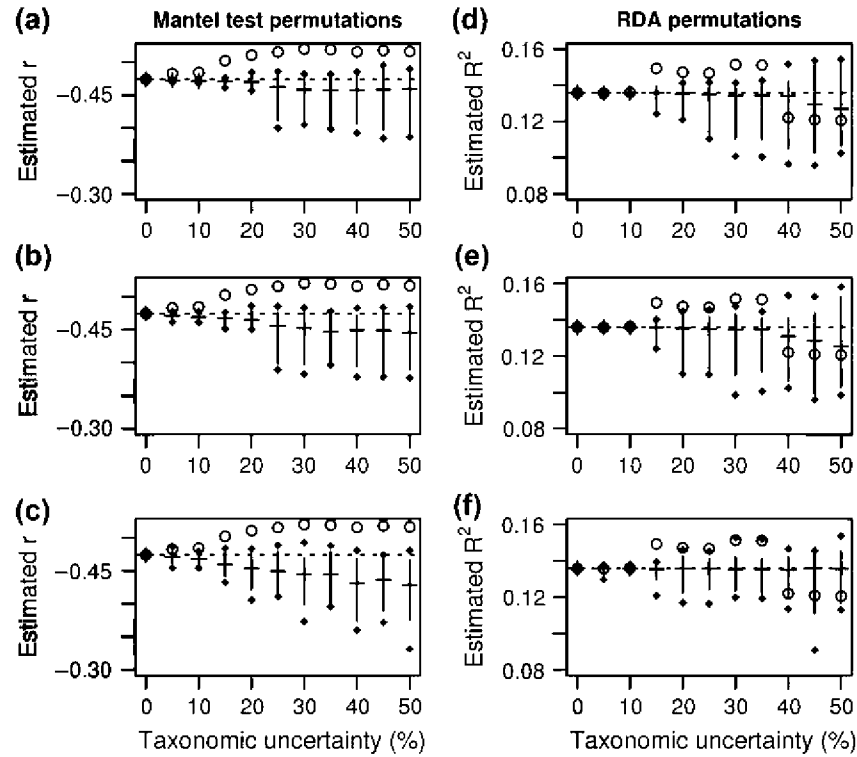 Mantel test permutations
RDA permutations
(a)
Estimated r
−0.45
−0.30
0 10 20 30 40 50
(d)
Estimated R²
0.16
0.12
0.08
0 10 20 30 40 50
(b)
Estimated r
−0.45
−0.30
0 10 20 30 40 50
(e)
Estimated R²
0.16
0.12
0.08
0 10 20 30 40 50
(c)
Estimated r
−0.45
−0.30
0 10 20 30 40 50
Taxonomic uncertainty (%)
(f)
Estimated R²
0.16
0.12
0.08
0 10 20 30 40 50
Taxonomic uncertainty (%)